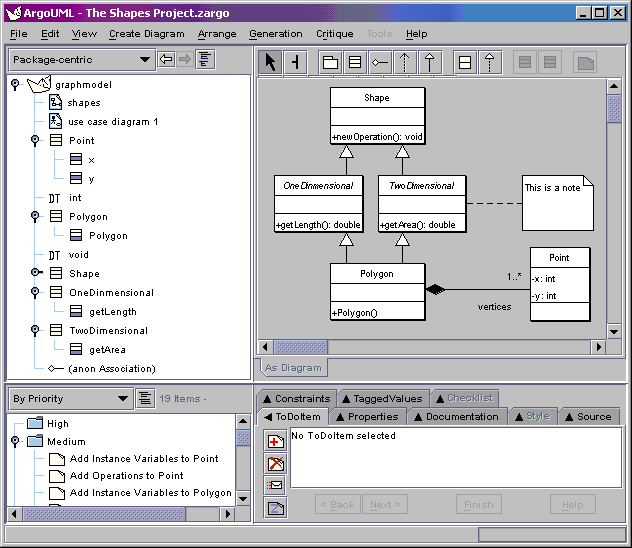 ArgoUML - The Shapes Project.zargo
File Edit View Create Diagram Arrange Generation Critique Tools Help
Package-centric
graphmodel
shapes
use case diagram 1
Point
x
y
DT int
Polygon
Polygon
DT void
Shape
OneDinmensional
getLength
TwoDimensional
getArea
(anon Association)
Shape
+newOperation(): void
OneDinmensional
+getLength(): double
TwoDimensional
+getArea(): double
This is a note
Polygon
+Polygon()
1..*
vertices
Point
-x: int
-y: int
As Diagram
By Priority
19 Items -
High
Medium
Add Instance Variables to Point
Add Operations to Point
Add Instance Variables to Polygon
▲ Constraints ▲ TaggedValues ▲ Checklist
◀ ToDoItem ▲ Properties ▲ Documentation ▲ Style ▲ Source
No ToDoItem selected
Z
< Back Next > Finish Help